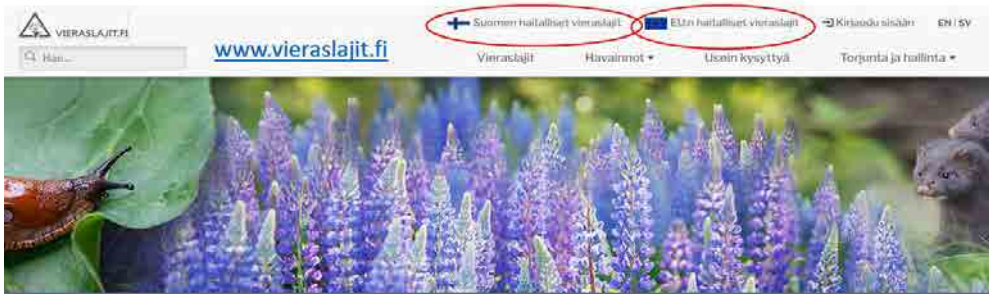 Suomen haitalliset vieraslajit EU:n haitalliset vieraslajit Kirjaudu sisään EN | SV
VIERASLAJIT.FI
Hae...
www.vieraslajit.fi
Vieraslajit Havainnot Usein kysyttyä Torjunta ja hallinta